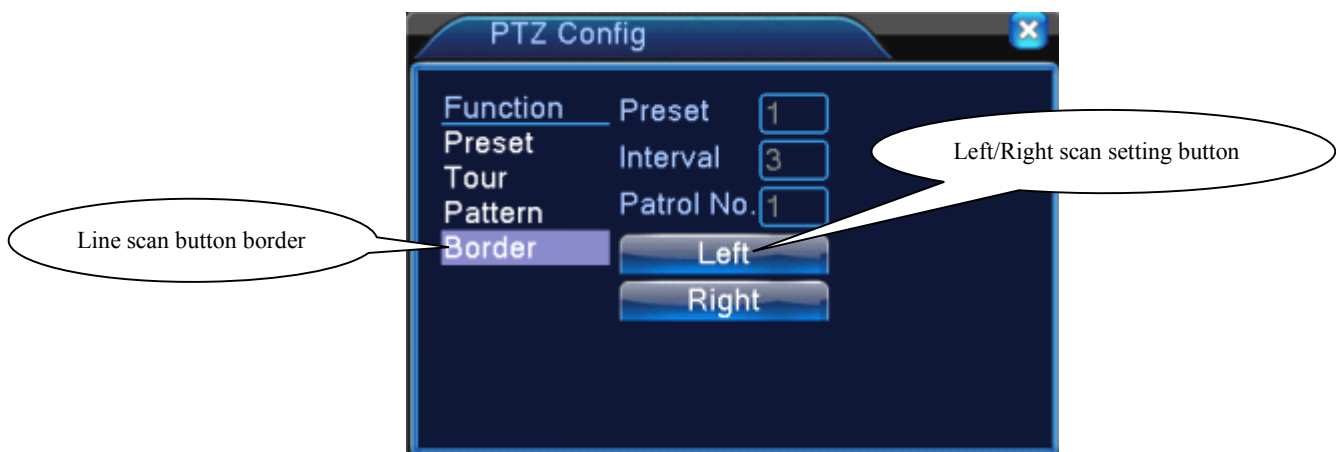 PTZ Config
Function
Preset
Tour
Pattern
Border
Preset 1
Interval 3
Patrol No. 1
Left
Right
Line scan button border
Left/Right scan setting button